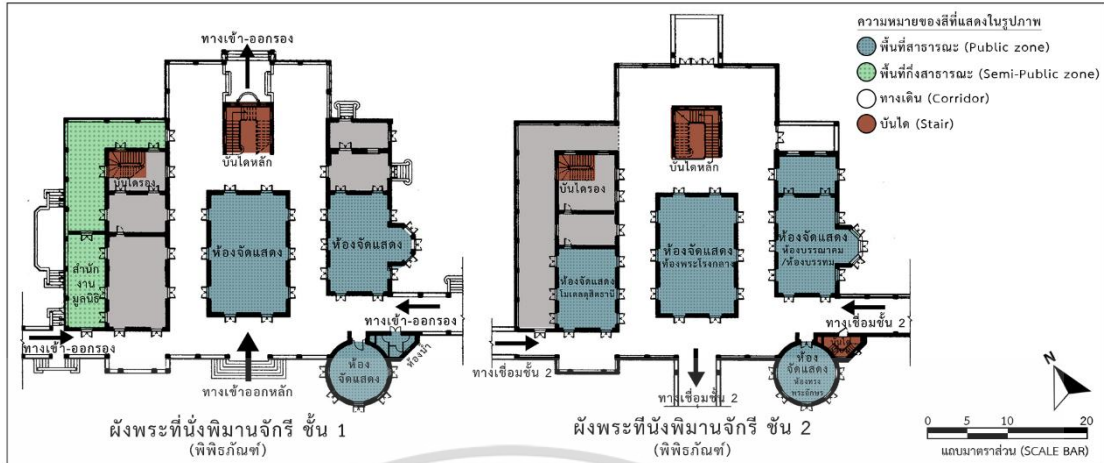 ทางเข้า-ออกรอง
บันไดหลัก
บันไดรอง
ห้องจัดแสดง
ห้องจัดแสดง
สำนัก
งาน
มูลนิธิ
ทางเข้า-ออกรอง
ทางเข้า-ออกรอง
ห้องน้ำ
ห้อง
จัดแสดง
ทางเข้าออกหลัก
ผังพระที่นั่งพิมานจักรี ชั้น 1
(พิพิธภัณฑ์)
บันไดหลัก
บันไดรอง
ห้องจัดแสดง
ห้องพระโรงกลาง
ห้องจัดแสดง
ห้องบรรณาคม
/ห้องบรรทม
ห้องจัดแสดง
โมเดลดุสิตธานี
ทางเชื่อมชั้น 2
ทางเชื่อมชั้น 2
ทางเชื่อมชั้น 2
ห้อง
จัดแสดง
ห้องทรง
พระอักษร
ผังพระที่นั่งพิมานจักรี ชัน 2
(พิพิธภัณฑ์)
ความหมายของสีที่แสดงในรูปภาพ
พื้นที่สาธารณะ (Public zone)
พื้นที่กึ่งสาธารณะ (Semi-Public zone)
ทางเดิน (Corridor)
บันได (Stair)
N
0 5 10 20
แถบมาตราส่วน (SCALE BAR)